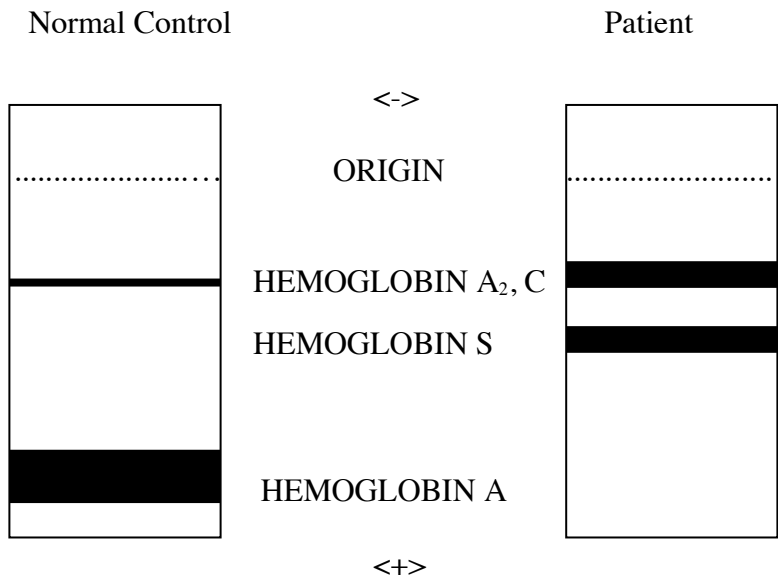 Normal Control
Patient
<->
ORIGIN
HEMOGLOBIN A₂, C
HEMOGLOBIN S
HEMOGLOBIN A
<+>